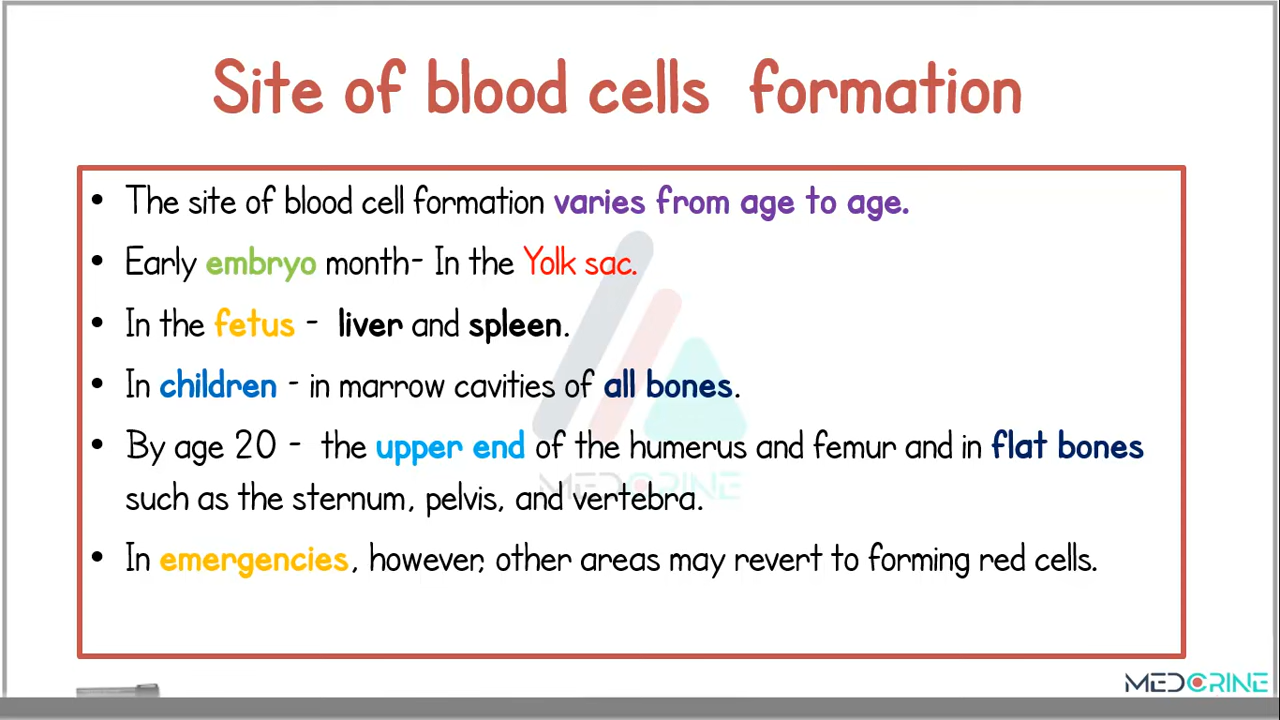 Site of blood cells formation
• The site of blood cell formation varies from age to age.
• Early embryo month- In the Yolk sac.
• In the fetus - liver and spleen.
• In children - in marrow cavities of all bones.
• By age 20 - the upper end of the humerus and femur and in flat bones
such as the sternum, pelvis, and vertebra.
• In emergencies, however, other areas may revert to forming red cells.
MEDCRINE
MEDCRINE